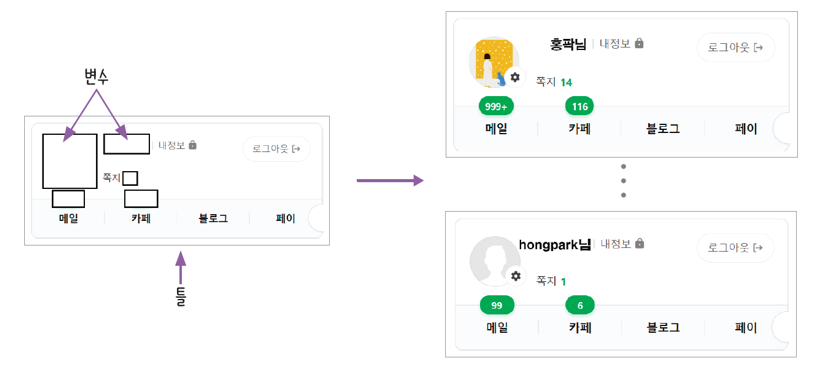 변수
내정보
로그아웃
쪽지
메일 카페 블로그 페이
틀
홍팍님 내정보
로그아웃
쪽지 14
999+ 116
메일 카페 블로그 페이
hongpark님 내정보
로그아웃
쪽지 1
99 6
메일 카페 블로그 페이